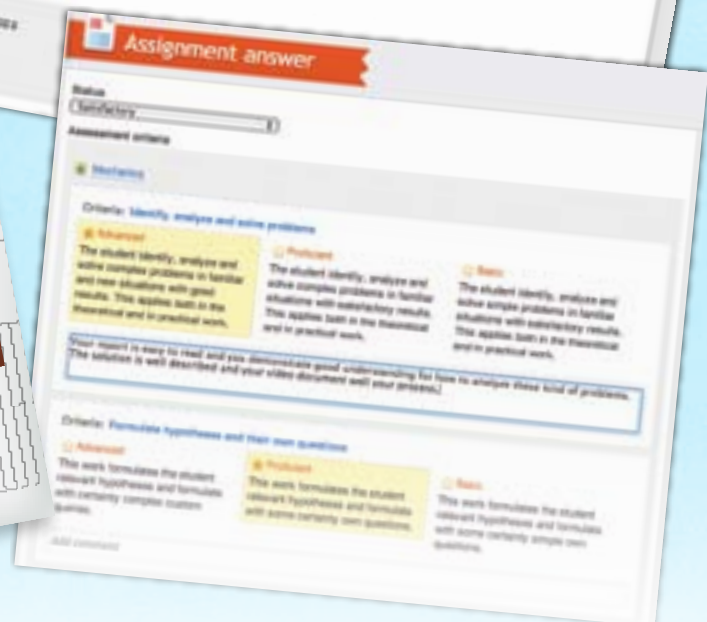 Assignment answer
Status
Satisfactory
Assessment criteria
Mechanics
Criteria: Identify, analyze and solve problems
Advanced
The student identify, analyze and
solve complex problems in familiar
and new situations with good
results. This applies both in the
theoretical and in practical work.
Proficient
The student identify, analyze and
solve complex problems in familiar
situations with satisfactory results.
This applies both in the theoretical
and in practical work.
Basic
The student identify, analyze and
solve simple problems in familiar
situations with satisfactory results.
This applies both in the theoretical
and in practical work.
Your report is easy to read and you demonstrate good understanding for how to analyze these kind of problems.
The solution is well described and your video document well your process.
Criteria: Formulate hypotheses and their own questions
Advanced
This work formulates the student
relevant hypotheses and formulate
with certainty complex custom
queries.
Proficient
This work formulates the student
relevant hypotheses and formulate
with some certainty own questions.
Basic
This work formulates the student
relevant hypotheses and formulate
with some certainty simple own
questions.
Add comment